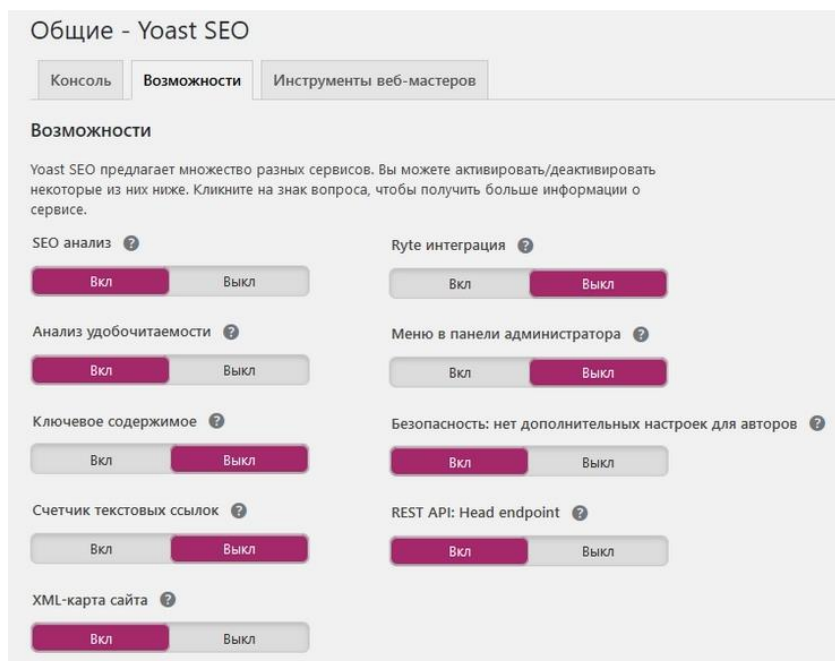 Общие - Yoast SEO
Консоль Возможности Инструменты веб-мастеров
Возможности
Yoast SEO предлагает множество разных сервисов. Вы можете активировать/деактивировать
некоторые из них ниже. Кликните на знак вопроса, чтобы получить больше информации о
сервисе.
SEO анализ ?
Вкл Выкл
Анализ удобочитаемости ?
Вкл Выкл
Ключевое содержимое ?
Вкл Выкл
Счетчик текстовых ссылок ?
Вкл Выкл
XML-карта сайта ?
Вкл Выкл
Ryte интеграция ?
Вкл Выкл
Меню в панели администратора ?
Вкл Выкл
Безопасность: нет дополнительных настроек для авторов ?
Вкл Выкл
REST API: Head endpoint ?
Вкл Выкл